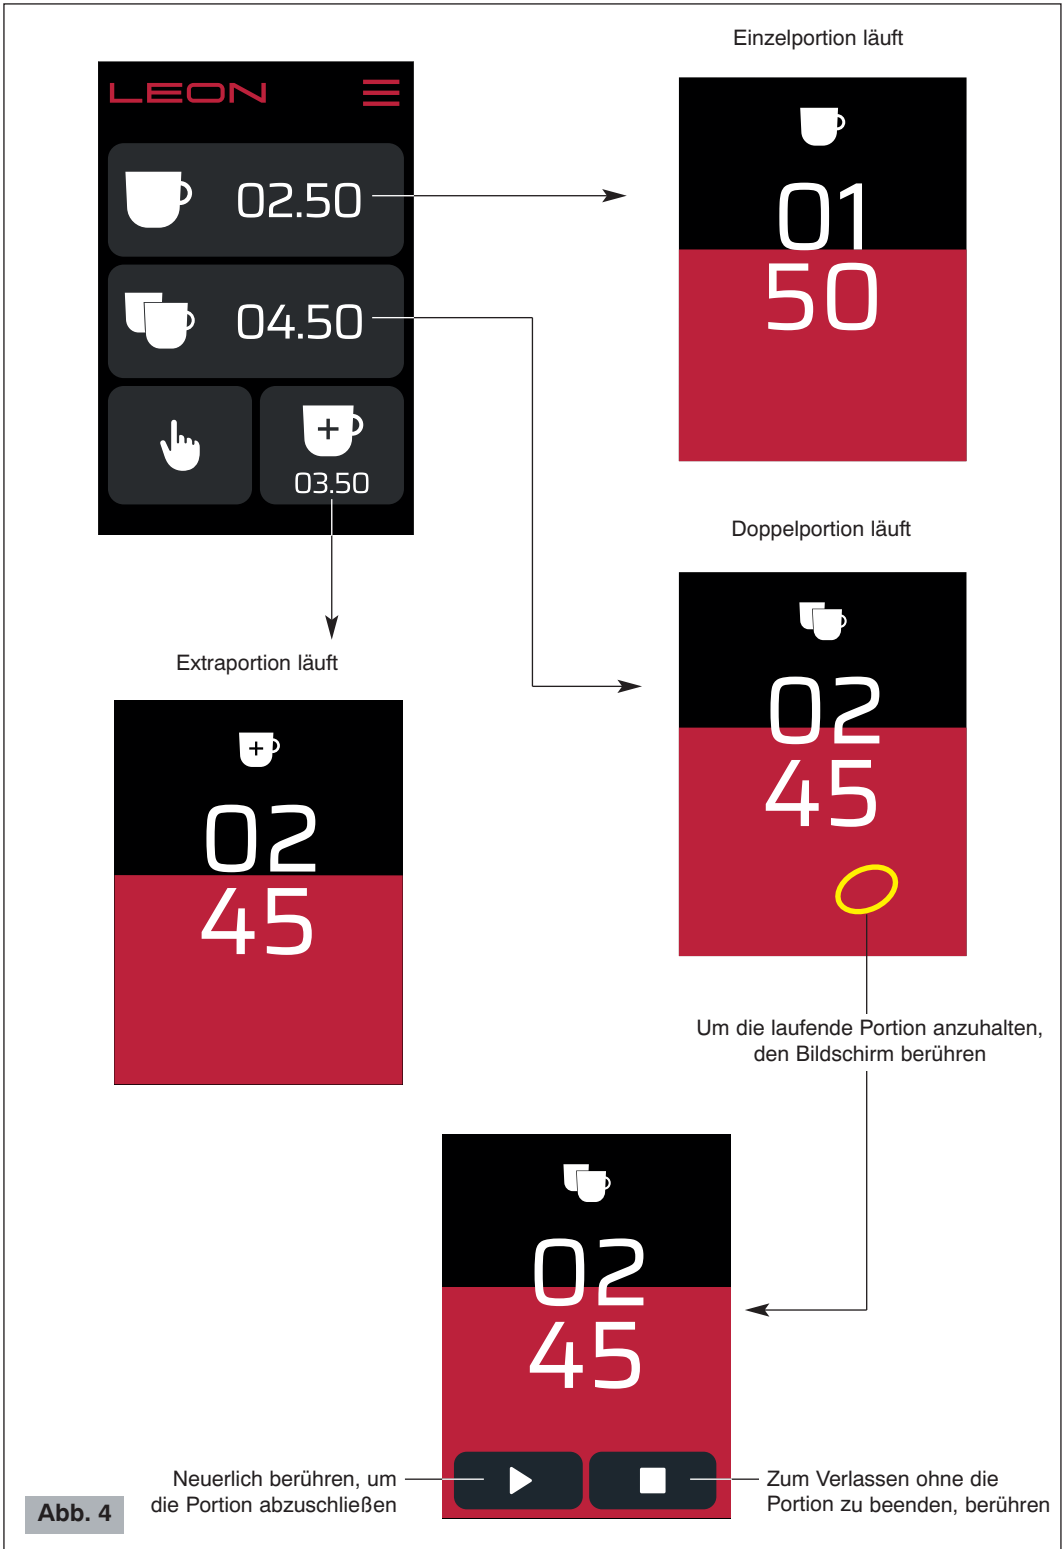 Einzelportion läuft
LEON
02.50
01
50
04.50
03.50
Doppelportion läuft
02
45
Extraportion läuft
02
45
Um die laufende Portion anzuhalten,
den Bildschirm berühren
02
45
Neuerlich berühren, um
die Portion abzuschließen
Zum Verlassen ohne die
Portion zu beenden, berühren
Abb. 4